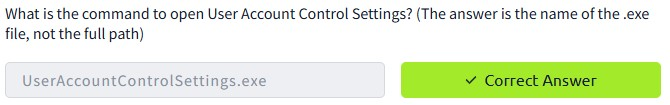 What is the command to open User Account Control Settings? (The answer is the name of the .exe
file, not the full path)
UserAccountControlSettings.exe
✓ Correct Answer